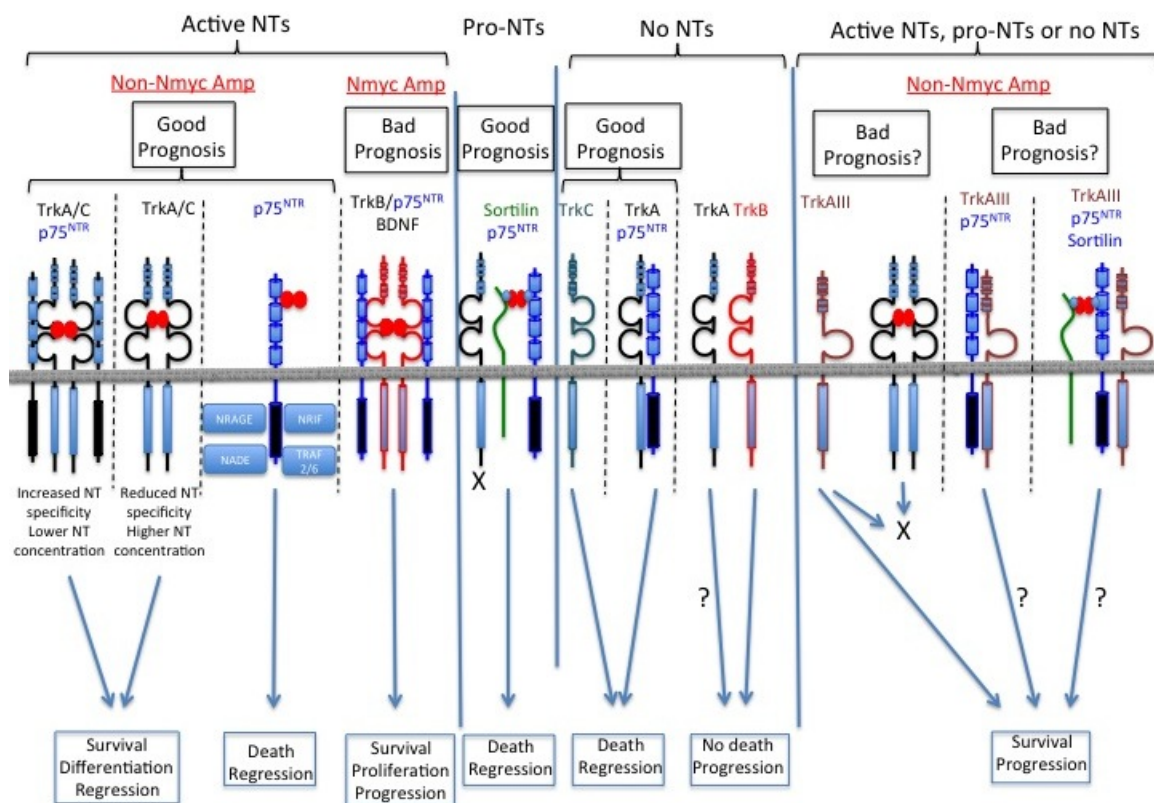 Active NTs
Pro-NTs
No NTs
Active NTs, pro-NTs or no NTs
Non-Nmyc Amp
Nmyc Amp
Non-Nmyc Amp
Good
Prognosis
Bad
Prognosis
Good
Prognosis
Good
Prognosis
Bad
Prognosis?
Bad
Prognosis?
TrkA/C
p75NTR
TrkA/C
p75NTR
TrkB/p75NTR
BDNF
Sortilin
p75NTR
TrkC
TrkA
p75NTR
TrkA TrkB
TrkAIII
TrkAIII
p75NTR
TrkAIII
p75NTR
Sortilin
NRAGE
NRIF
NADE
TRAF
2/6
X
Increased NT
specificity
Lower NT
concentration
Reduced NT
specificity
Higher NT
concentration
X
?
?
?
Survival
Differentiation
Regression
Death
Regression
Survival
Proliferation
Progression
Death
Regression
Death
Regression
No death
Progression
Survival
Progression